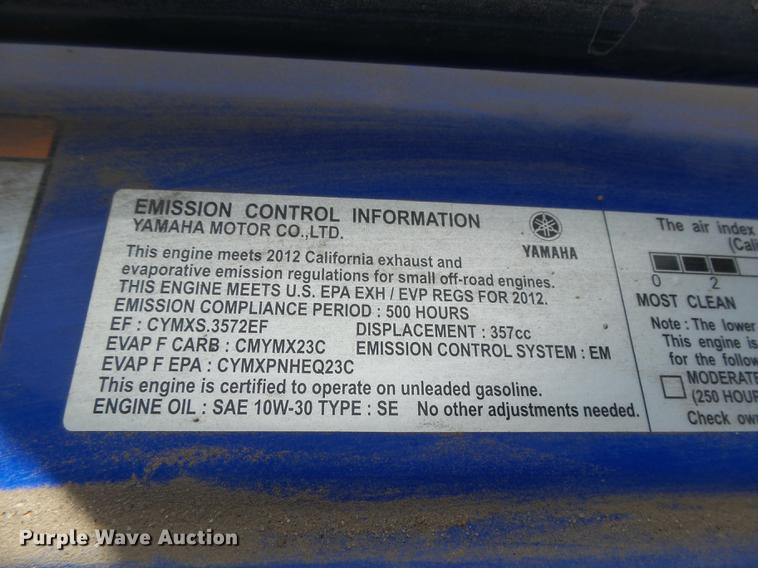 EMISSION CONTROL INFORMATION
YAMAHA MOTOR CO.,LTD.
YAMAHA
This engine meets 2012 California exhaust and
evaporative emission regulations for small off-road engines.
THIS ENGINE MEETS U.S. EPA EXH / EVP REGS FOR 2012.
EMISSION COMPLIANCE PERIOD : 500 HOURS
EF : CYMXS.3572EF DISPLACEMENT : 357cc
EVAP F CARB : CMYMX23C EMISSION CONTROL SYSTEM : EM
EVAP F EPA : CYMXPNHEQ23C
This engine is certified to operate on unleaded gasoline.
ENGINE OIL : SAE 10W-30 TYPE : SE No other adjustments needed.
The air index
(Cali
0 2
MOST CLEAN
Note : The lower
This engine is
for the follow
MODERATE
(250 HOUR
Check own
Purple Wave Auction